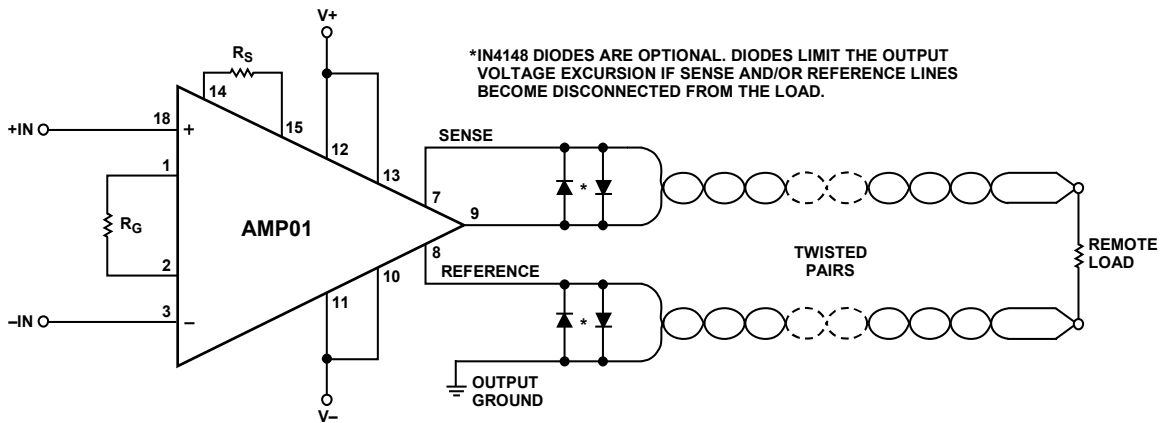 V+
R_S
*IN4148 DIODES ARE OPTIONAL. DIODES LIMIT THE OUTPUT
VOLTAGE EXCURSION IF SENSE AND/OR REFERENCE LINES
BECOME DISCONNECTED FROM THE LOAD.
14
15
+IN
18
+
12
SENSE
13
1
7
*
9
R_G
AMP01
8
TWISTED
PAIRS
REMOTE
LOAD
2
10
REFERENCE
11
–IN
3
–
*
OUTPUT
GROUND
V–